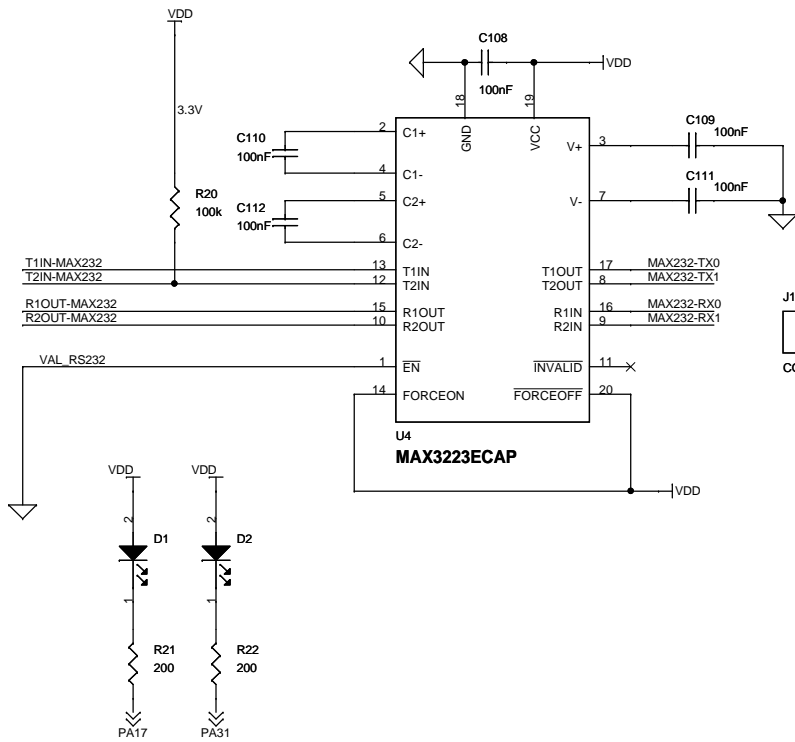 VDD
3.3V
R20
100k
C108
100nF
VDD
18
19
GND
VCC
C110
100nF
C112
100nF
2
C1+
4
C1-
5
C2+
6
C2-
V+
3
V-
7
C109
100nF
C111
100nF
T1IN-MAX232
13
T1IN
T1OUT
17
MAX232-TX0
T2IN-MAX232
12
T2IN
T2OUT
8
MAX232-TX1
R1OUT-MAX232
15
R1OUT
R1IN
16
MAX232-RX0
R2OUT-MAX232
10
R2OUT
R2IN
9
MAX232-RX1
VAL_RS232
1
EN
INVALID
11
14
FORCEON
FORCEOFF
20
U4
MAX3223ECAP
VDD
J1
VDD
VDD
2
D1
1
2
D2
1
R21
200
R22
200
PA17
PA31